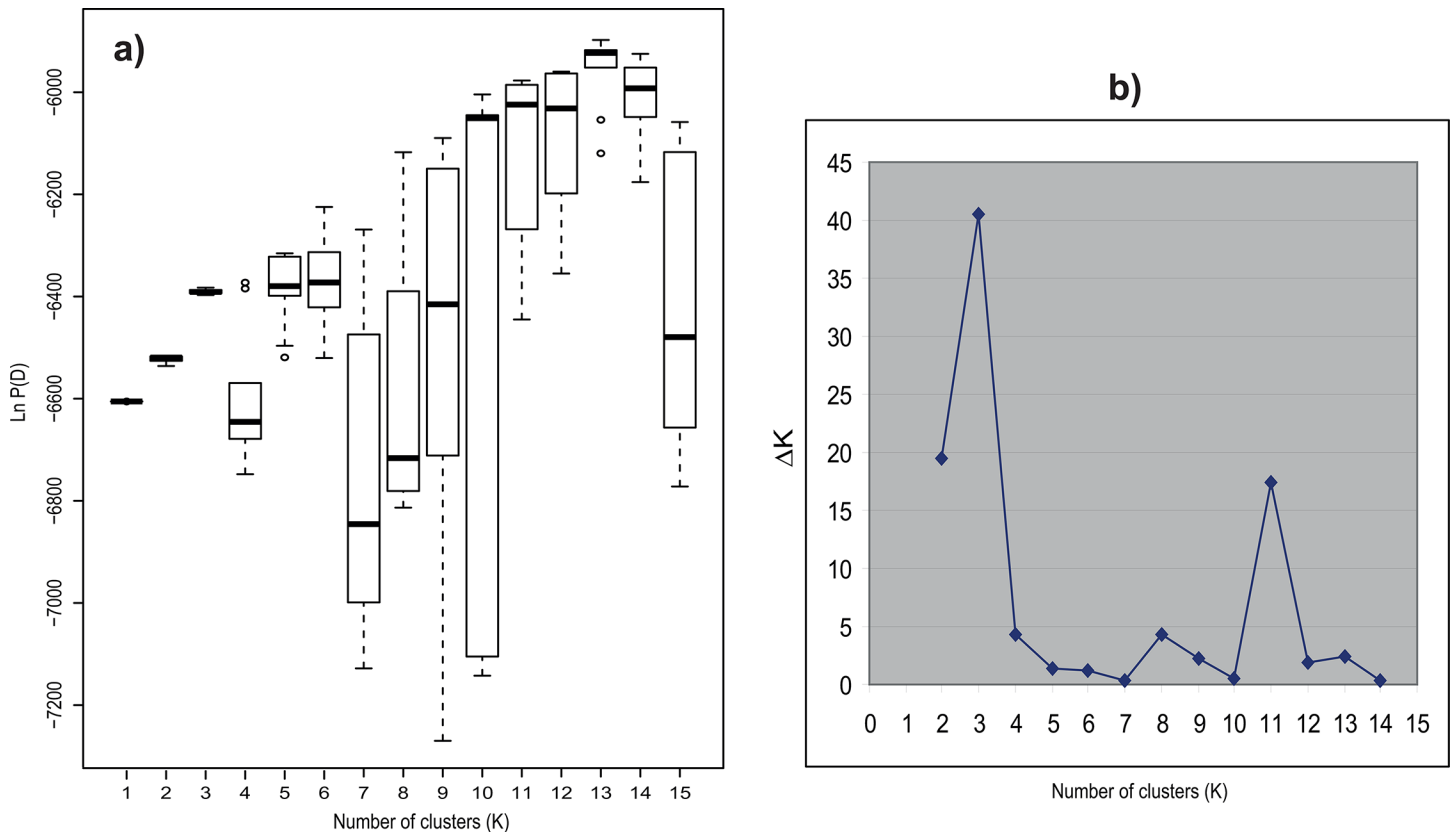 a)
Ln P(D)
-6000
-6200
-6400
-6600
-6800
-7000
-7200
1 2 3 4 5 6 7 8 9 10 11 12 13 14 15
Number of clusters (K)
b)
ΔK
45
40
35
30
25
20
15
10
5
0
0 1 2 3 4 5 6 7 8 9 10 11 12 13 14 15
Number of clusters (K)